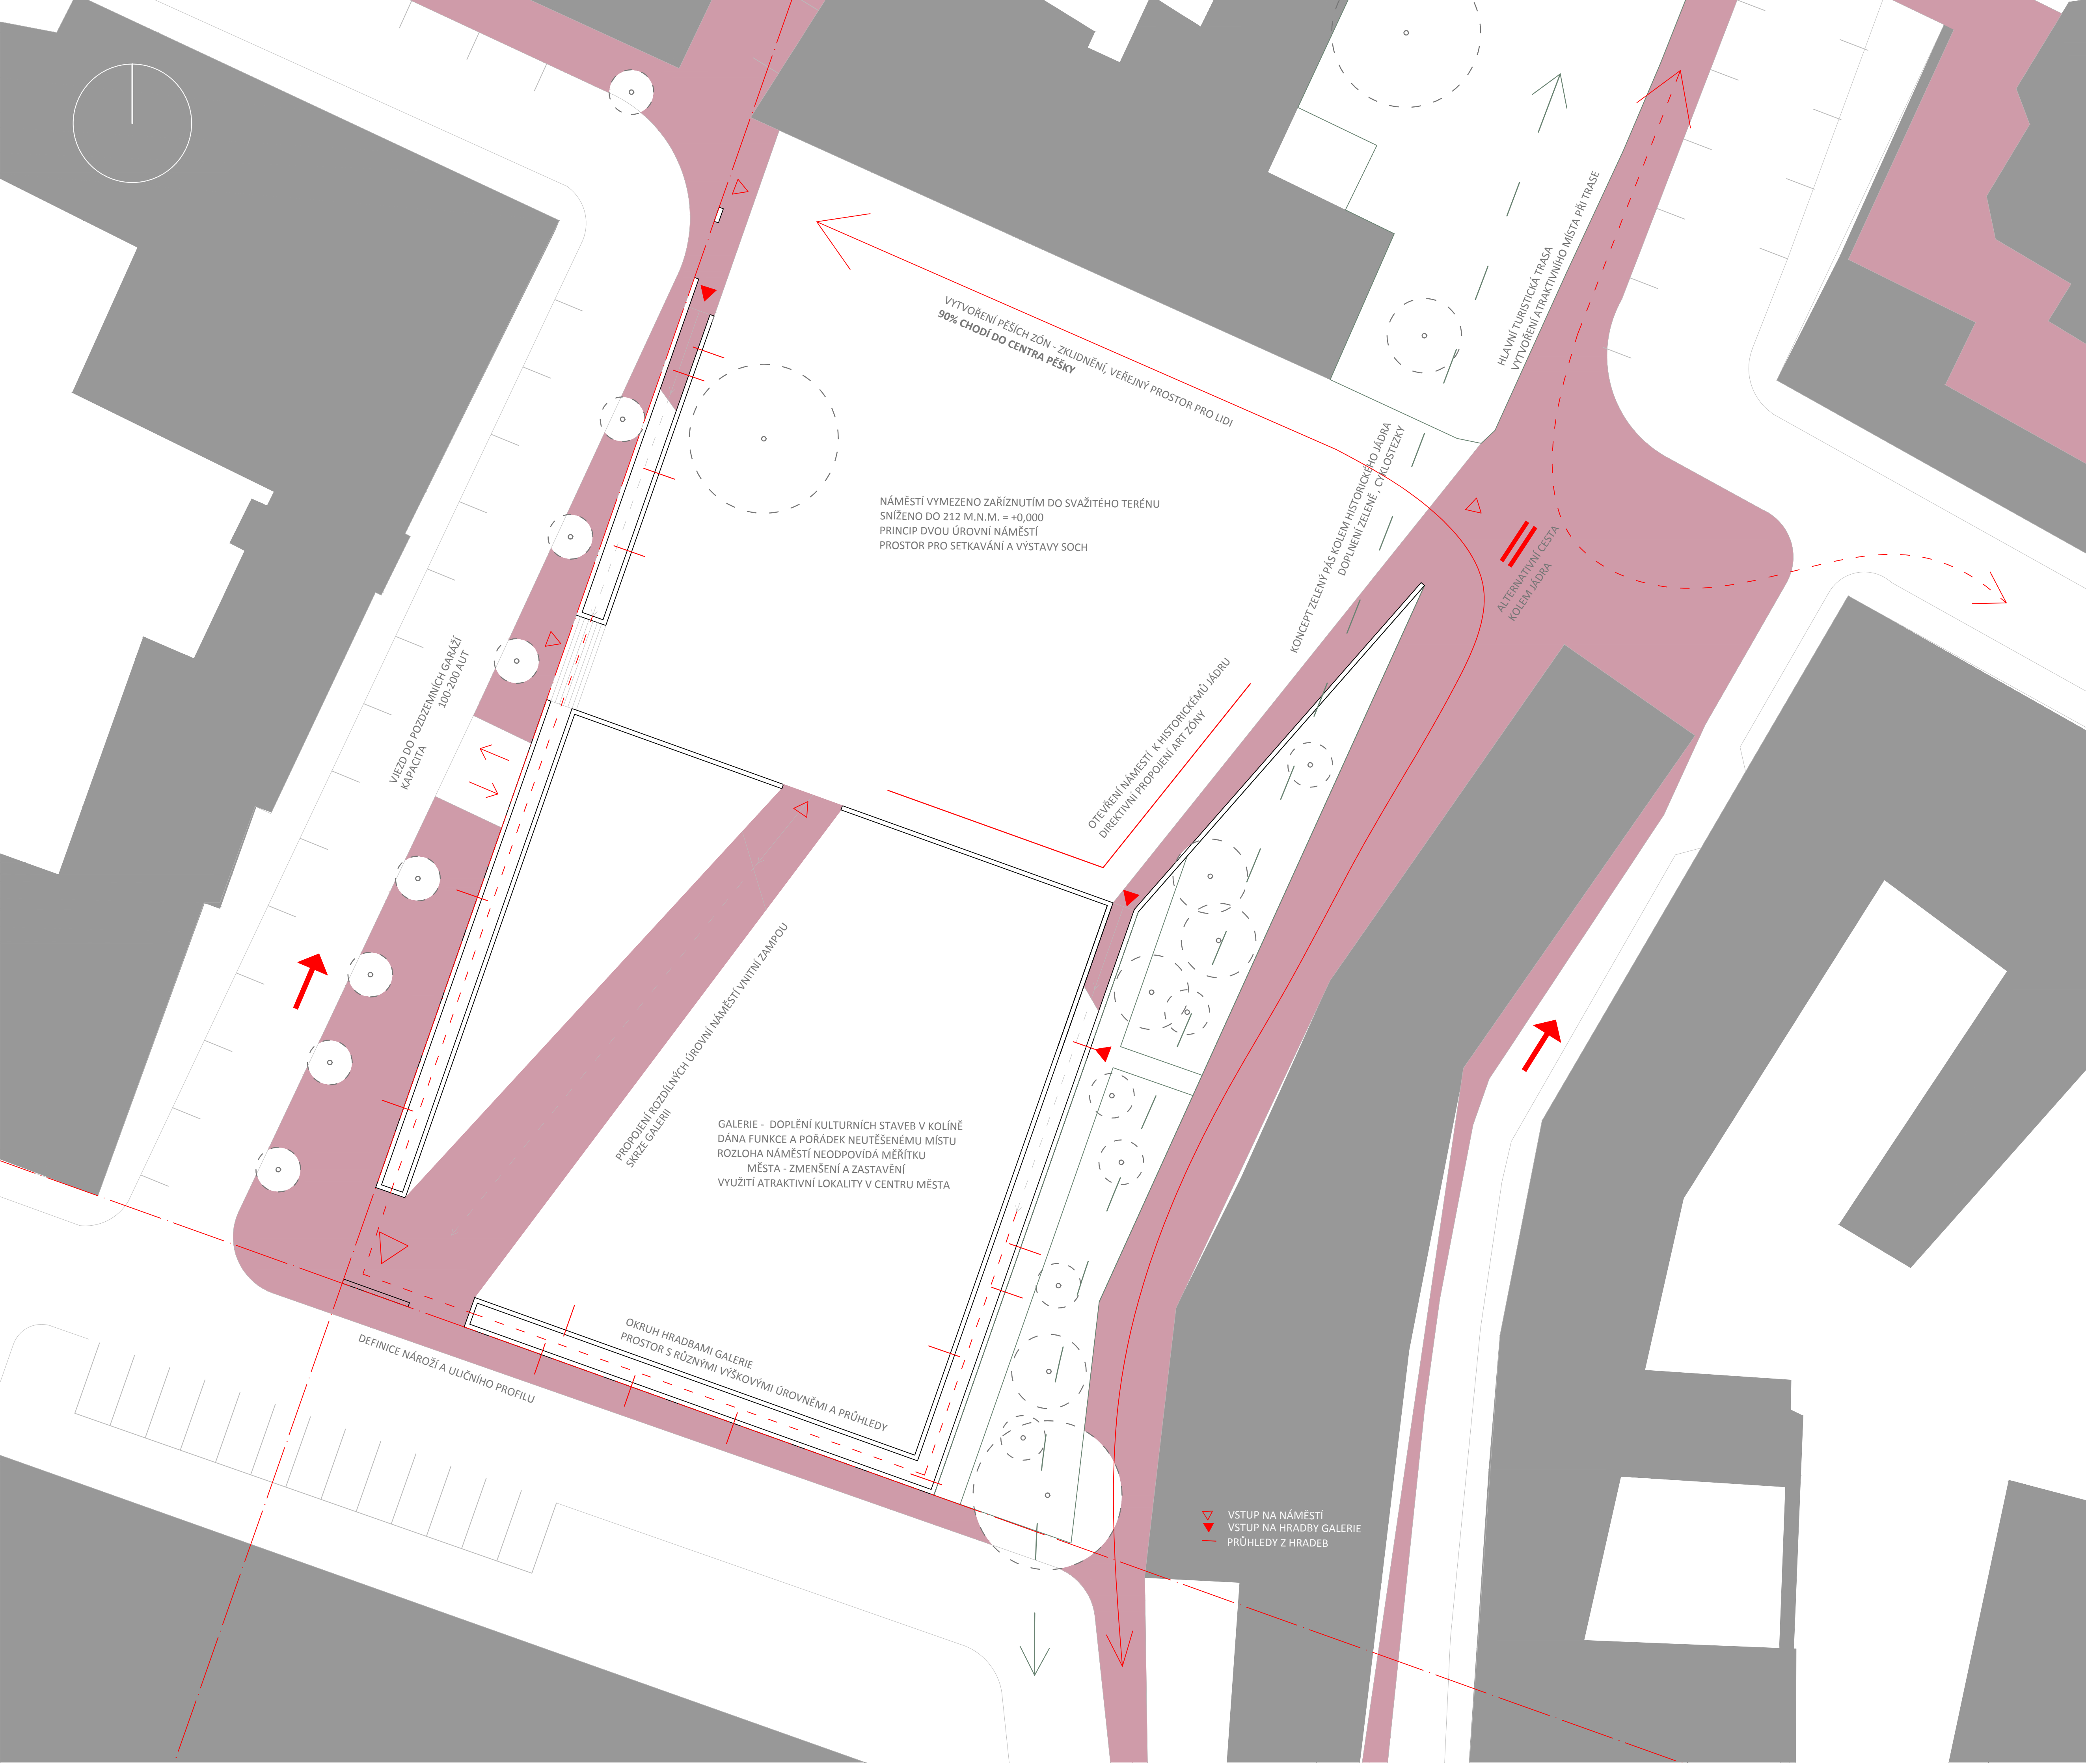 HLAVNÍ TURISTICKÁ TRASA
VYTVOŘENÍ ATRAKTIVNÍHO MÍSTA PŘI TRASE
VYTVOŘENÍ PĚŠÍCH ZÓN - ZKLIDNĚNÍ, VEŘEJNÝ PROSTOR PRO LIDI
90% CHODÍ DO CENTRA PĚŠKY
KONCEPT ZELENÝ PÁS KOLEM HISTORICKÉHO JÁDRA
DOPLNĚNÍ ZELENĚ , CYKLOSTEZKY
NÁMĚSTÍ VYMEZENO ZAŘÍZNUTÍM DO SVAŽITÉHO TERÉNU
SNÍŽENO DO 212 M.N.M. = +0,000
PRINCIP DVOU ÚROVNÍ NÁMĚSTÍ
PROSTOR PRO SETKAVÁNÍ A VÝSTAVY SOCH
ALTERNATIVNÍ CESTA
KOLEM JÁDRA
VJEZD DO POZDZEMNÍCH GARÁŽÍ
100-200 AUT
KAPACITA
OTEVŘENÍ NÁMESTÍ K HISTORICKÉMŮ JÁDRU
DIREKTIVNÍ PROPOJENÍ ART ZÓNY
PROPOJENÍ ROZDÍLNÝCH ÚROVNÍ NÁMĚSTÍ VNITNÍ ZAMPOU
SKRZE GALERII
GALERIE - DOPLĚNÍ KULTURNÍCH STAVEB V KOLÍNĚ
DÁNA FUNKCE A POŘÁDEK NEUTĚŠENÉMU MÍSTU
ROZLOHA NÁMĚSTÍ NEODPOVÍDÁ MĚŘÍTKU
MĚSTA - ZMENŠENÍ A ZASTAVĚNÍ
VYUŽITÍ ATRAKTIVNÍ LOKALITY V CENTRU MĚSTA
OKRUH HRADBAMI GALERIE
PROSTOR S RŮZNÝMI VÝŠKOVÝMI ÚROVNĚMI A PRŮHLEDY
DEFINICE NÁROŽÍ A ULIČNÍHO PROFILU
VSTUP NA NÁMĚSTÍ
VSTUP NA HRADBY GALERIE
PRŮHLEDY Z HRADEB